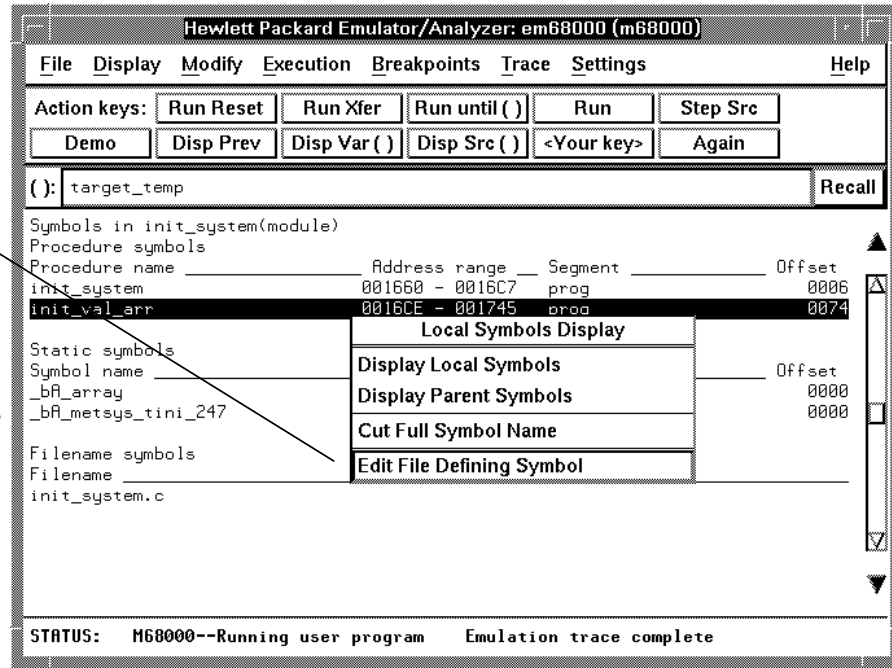 Hewlett Packard Emulator/Analyzer: em68000 (m68000)
File Display Modify Execution Breakpoints Trace Settings Help
Action keys: Run Reset Run Xfer Run until ( ) Run Step Src
Demo Disp Prev Disp Var ( ) Disp Src ( ) <Your key> Again
( ): target_temp Recall
Symbols in init_system(module)
Procedure symbols
Procedure name _______________ Address range __ Segment ____________ Offset
init_system 001660 - 0016C7 prog 0006
init_val_arr 0016CE - 001745 prog 0074
Local Symbols Display
Static symbols
Display Local Symbols
Symbol name _______________ Offset
_bA_array 0000
Display Parent Symbols
_bA_metsys_tini_247 0000
Cut Full Symbol Name
Filename symbols
Edit File Defining Symbol
Filename _______________
init_system.c
STATUS: M68000--Running user program Emulation trace complete